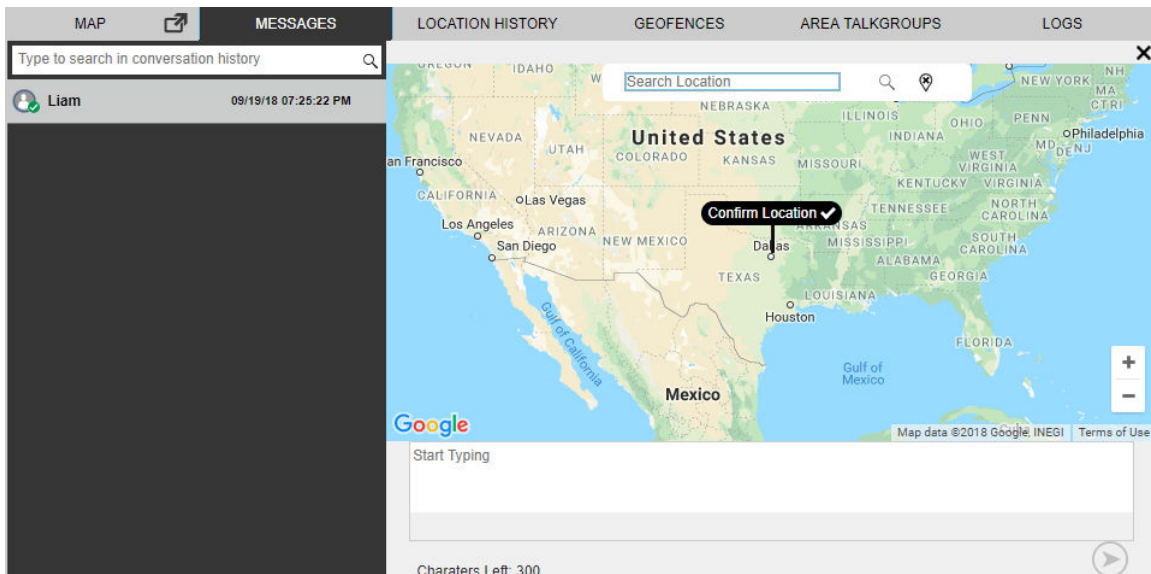 MAP MESSAGES LOCATION HISTORY GEOFENCES AREA TALKGROUPS LOGS
Type to search in conversation history
Liam 09/19/18 07:25:22 PM
Search Location
OREGON IDAHO W NEW YORK NH
MA
CT RI
NEBRASKA ILLINOIS OHIO PENN
NEVADA UTAH United States INDIANA Philadelphia
MD DE NJ
an Francisco COLORADO KANSAS MISSOURI WEST
VIRGINIA
KENTUCKY VIRGINIA
CALIFORNIA Las Vegas
Confirm Location TENNESSEE NORTH
CAROLINA
Los Angeles ARIZONA NEW MEXICO ARKANSAS
San Diego Dallas MISSISSIPPI SOUTH
CAROLINA
ALABAMA
TEXAS GEORGIA
LOUISIANA
Houston
Gulf of California
FLORIDA
Gulf of
Mexico
Mexico
+
−
Google
Cuba
Map data ©2018 Google, INEGI Terms of Use
Start Typing
Charaters Left: 300